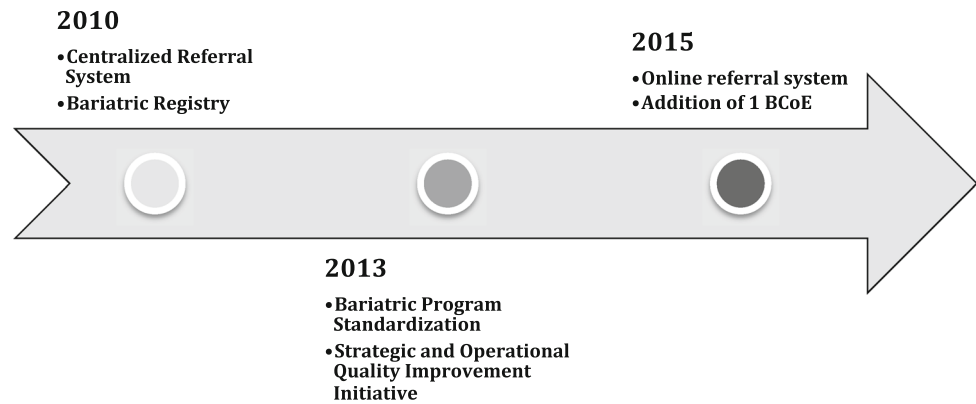 2010
•Centralized Referral
System
•Bariatric Registry
2013
•Bariatric Program
Standardization
•Strategic and Operational
Quality Improvement
Initiative
2015
•Online referral system
•Addition of 1 BCoE